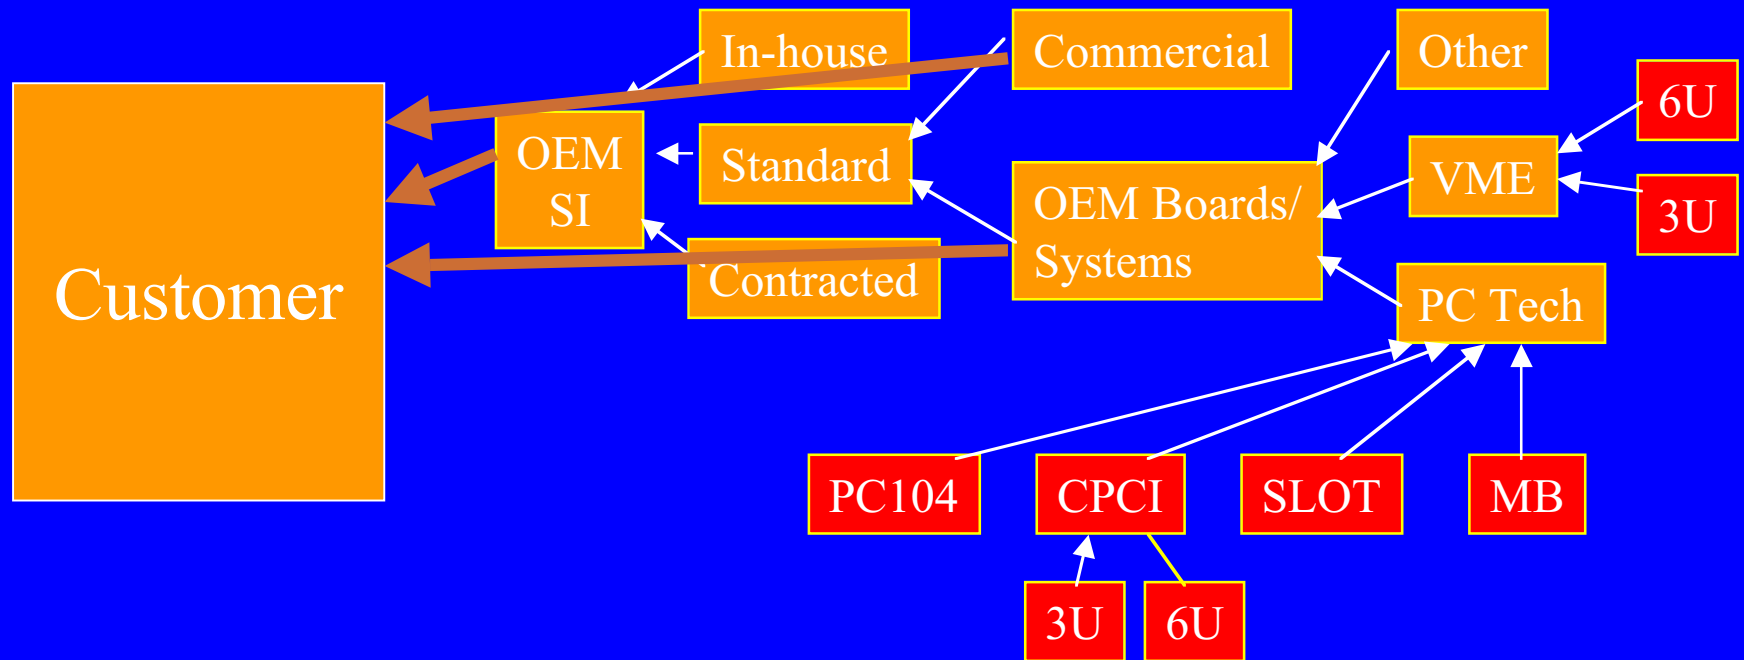 In-house
Commercial
Other
6U
OEM
SI
Standard
VME
OEM Boards/
Systems
3U
Customer
Contracted
PC Tech
PC104
CPCI
SLOT
MB
3U
6U